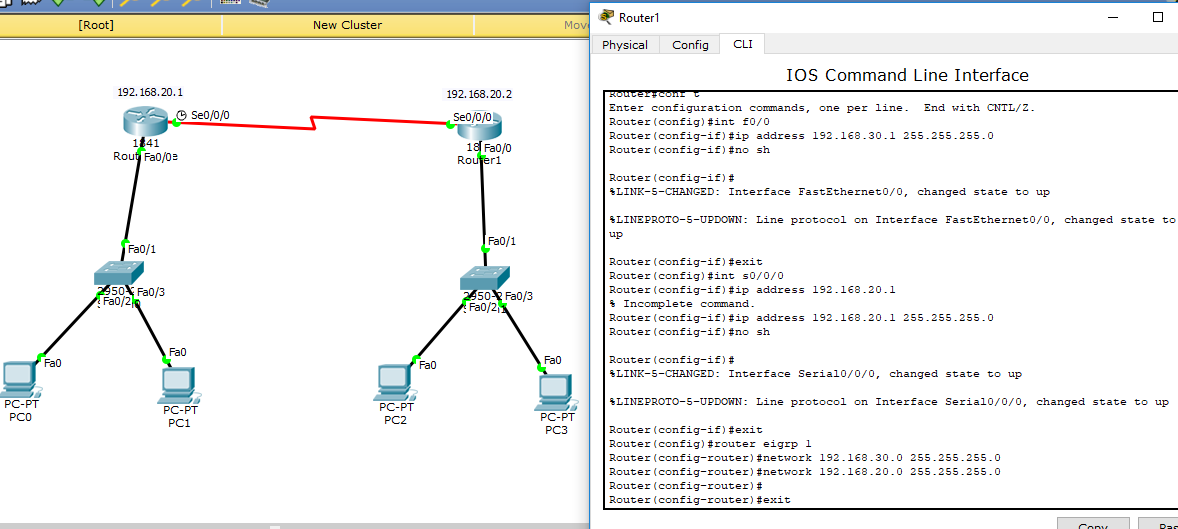 [Root]
New Cluster
Move
192.168.20.1
Se0/0/0
1841
Fa0/0
192.168.20.2
Se0/0/0
Fa0/0
Router1
Fa0/1
Fa0/3
Fa0/2
Fa0/1
Fa0/3
Fa0/2
Fa0
Fa0
Fa0
Fa0
PC-PT
PC0
PC-PT
PC1
PC-PT
PC2
PC-PT
PC3
Router1
Physical
Config
CLI
IOS Command Line Interface
Router#conf t
Enter configuration commands, one per line. End with CNTL/Z.
Router(config)#int f0/0
Router(config-if)#ip address 192.168.30.1 255.255.255.0
Router(config-if)#no sh
Router(config-if)#
%LINK-5-CHANGED: Interface FastEthernet0/0, changed state to up
%LINEPROTO-5-UPDOWN: Line protocol on Interface FastEthernet0/0, changed state to
up
Router(config-if)#exit
Router(config)#int s0/0/0
Router(config-if)#ip address 192.168.20.1
% Incomplete command.
Router(config-if)#ip address 192.168.20.1 255.255.255.0
Router(config-if)#no sh
Router(config-if)#
%LINK-5-CHANGED: Interface Serial0/0/0, changed state to up
%LINEPROTO-5-UPDOWN: Line protocol on Interface Serial0/0/0, changed state to up
Router(config-if)#exit
Router(config)#router eigrp 1
Router(config-router)#network 192.168.30.0 255.255.255.0
Router(config-router)#network 192.168.20.0 255.255.255.0
Router(config-router)#
Router(config-router)#exit
Copy